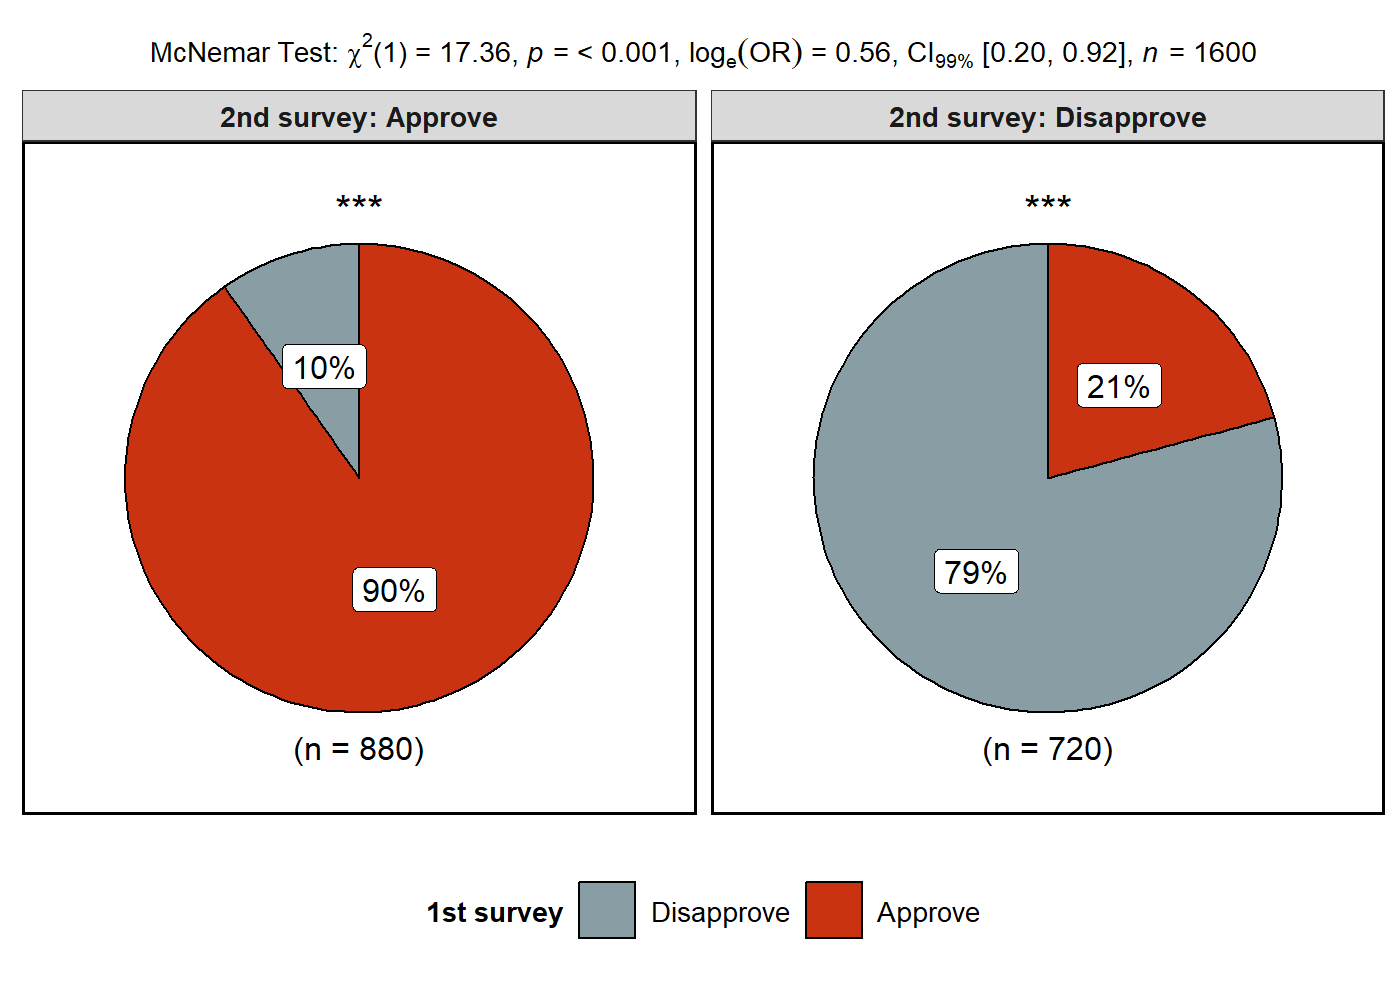 McNemar Test: χ²(1) = 17.36, p = < 0.001, logₑ(OR) = 0.56, CI₉₉% [0.20, 0.92], n = 1600
2nd survey: Approve
2nd survey: Disapprove
***
***
10%
21%
90%
79%
(n = 880)
(n = 720)
1st survey Disapprove Approve